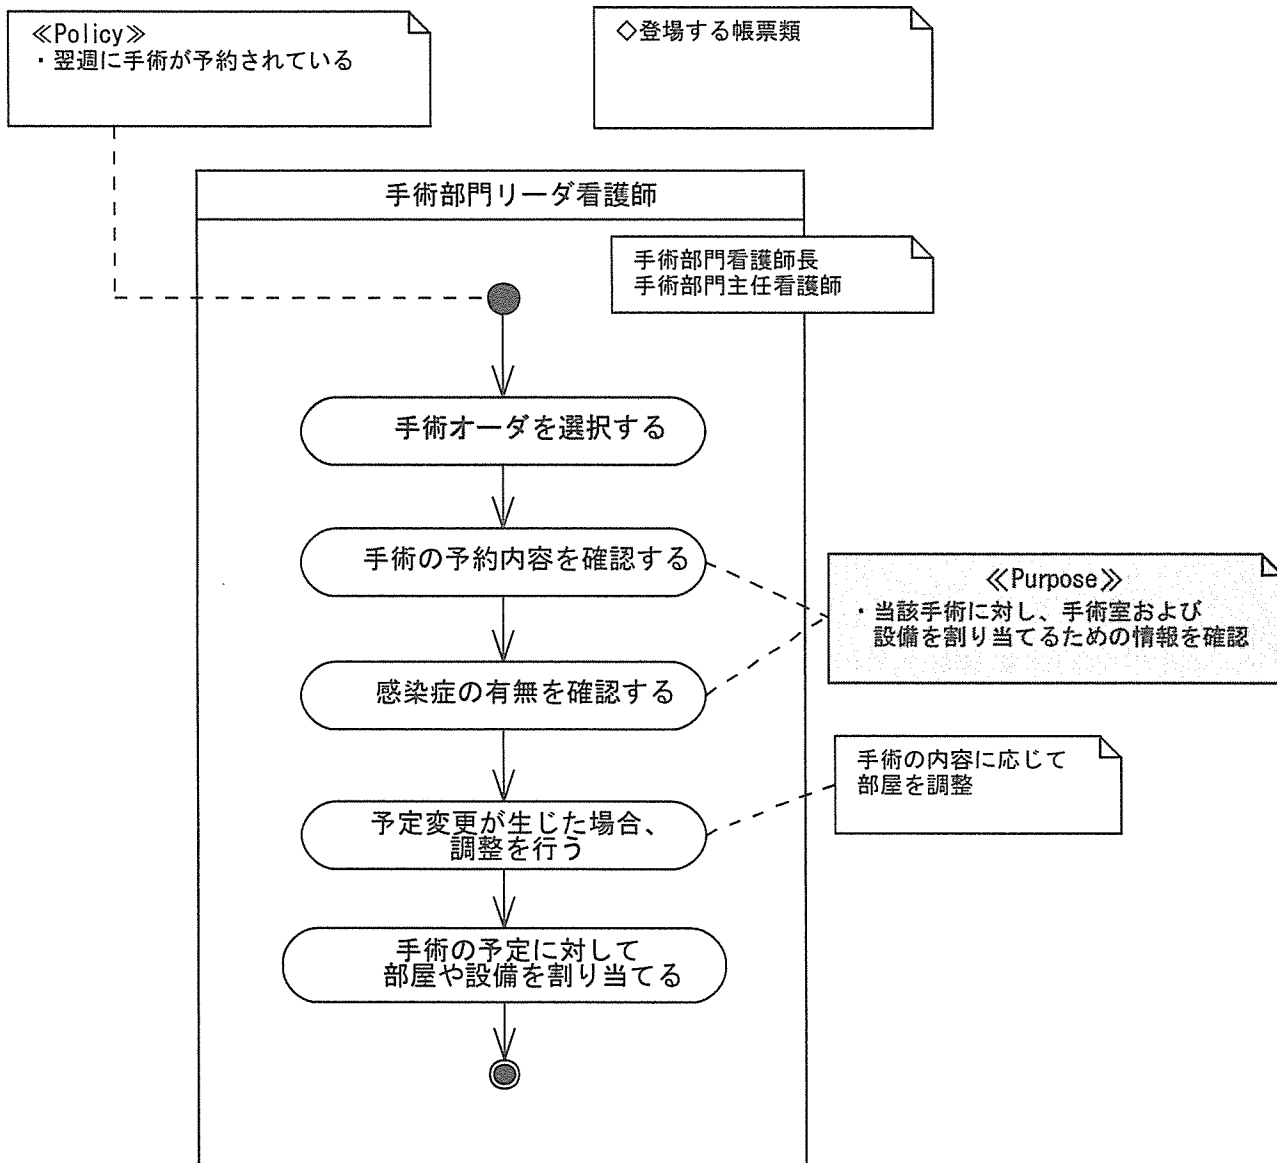 ≪Policy≫
・翌週に手術が予約されている
◇登場する帳票類
手術部門リーダ看護師
手術部門看護師長
手術部門主任看護師
手術オーダを選択する
手術の予約内容を確認する
≪Purpose≫
・当該手術に対し、手術室および
設備を割り当てるための情報を確認
感染症の有無を確認する
手術の内容に応じて
部屋を調整
予定変更が生じた場合、
調整を行う
手術の予定に対して
部屋や設備を割り当てる